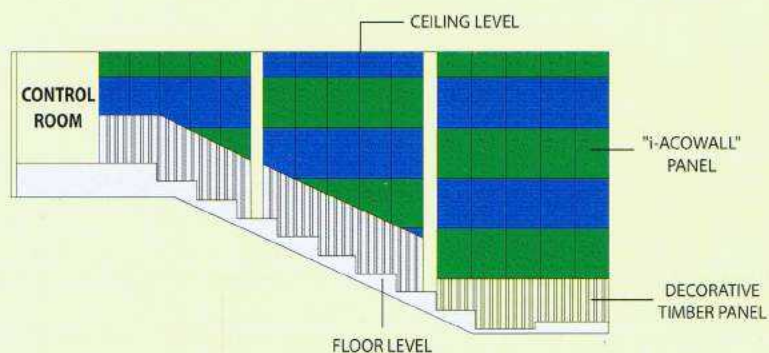 CEILING LEVEL
CONTROL
ROOM
"i-ACOWALL"
PANEL
DECORATIVE
TIMBER PANEL
FLOOR LEVEL